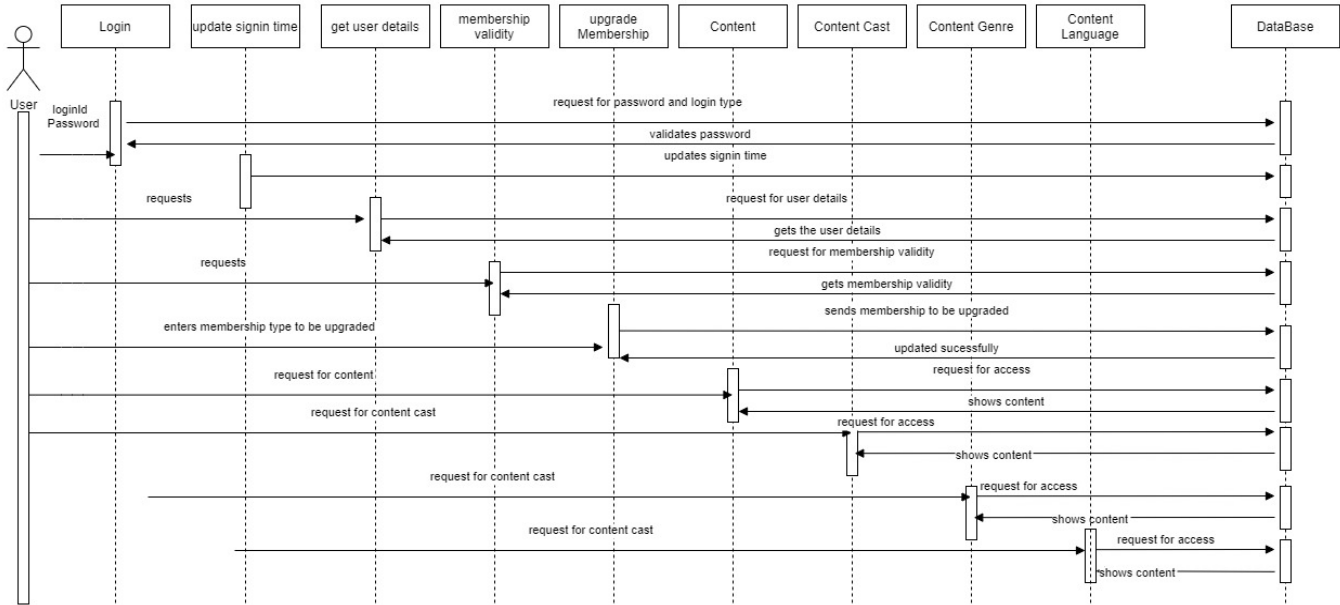 Login
update signin time
get user details
membership
validity
upgrade
Membership
Content
Content Cast
Content Genre
Content
Language
DataBase
User
loginId
Password
request for password and login type
validates password
updates signin time
requests
request for user details
gets the user details
requests
request for membership validity
gets membership validity
enters membership type to be upgraded
sends membership to be upgraded
updated sucessfully
request for content
request for access
shows content
request for content cast
request for access
shows content
request for content cast
request for access
shows content
request for content cast
request for access
shows content